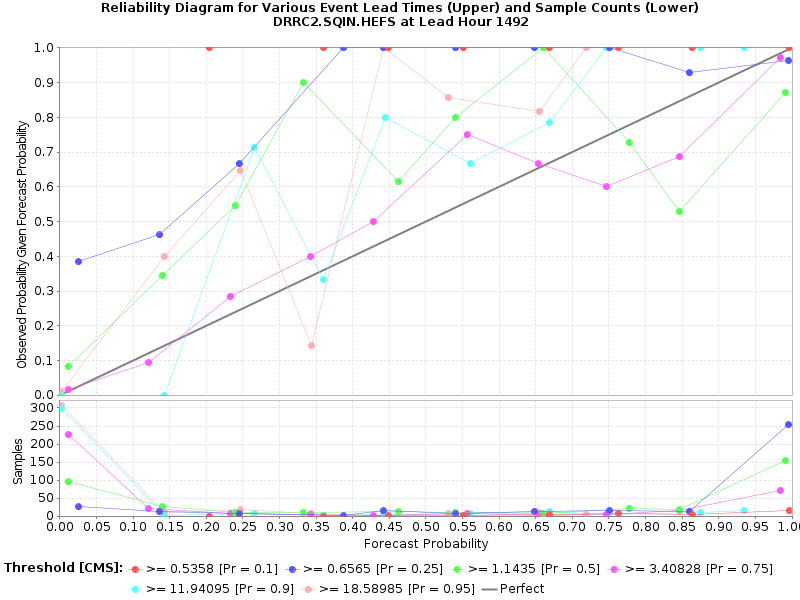 Reliability Diagram for Various Event Lead Times (Upper) and Sample Counts (Lower)
DRRC2.SQIN.HEFS at Lead Hour 1492
Observed Probability Given Forecast Probability
1.0
0.9
0.8
0.7
0.6
0.5
0.4
0.3
0.2
0.1
0.0
Samples
300
250
200
150
100
50
0
0.00 0.05 0.10 0.15 0.20 0.25 0.30 0.35 0.40 0.45 0.50 0.55 0.60 0.65 0.70 0.75 0.80 0.85 0.90 0.95 1.0
Forecast Probability
Threshold [CMS]: >= 0.5358 [Pr = 0.1] >= 0.6565 [Pr = 0.25] >= 1.1435 [Pr = 0.5] >= 3.40828 [Pr = 0.75]
>= 11.94095 [Pr = 0.9] >= 18.58985 [Pr = 0.95] Perfect